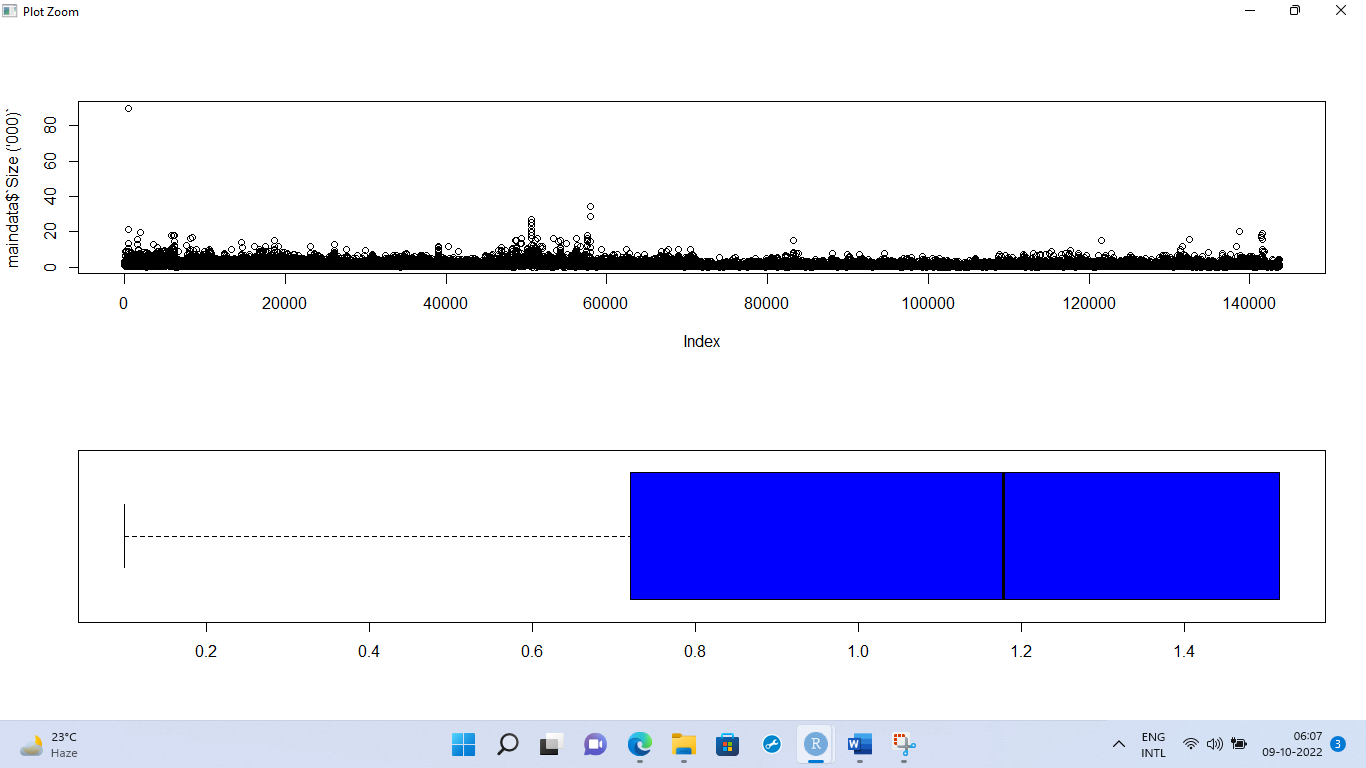 Plot Zoom
maindata$`Size ('000)`
80
60
40
20
0
0 20000 40000 60000 80000 100000 120000 140000
Index
0.2 0.4 0.6 0.8 1.0 1.2 1.4
23°C
Haze
R
W
ENG
INTL
06:07
09-10-2022
3